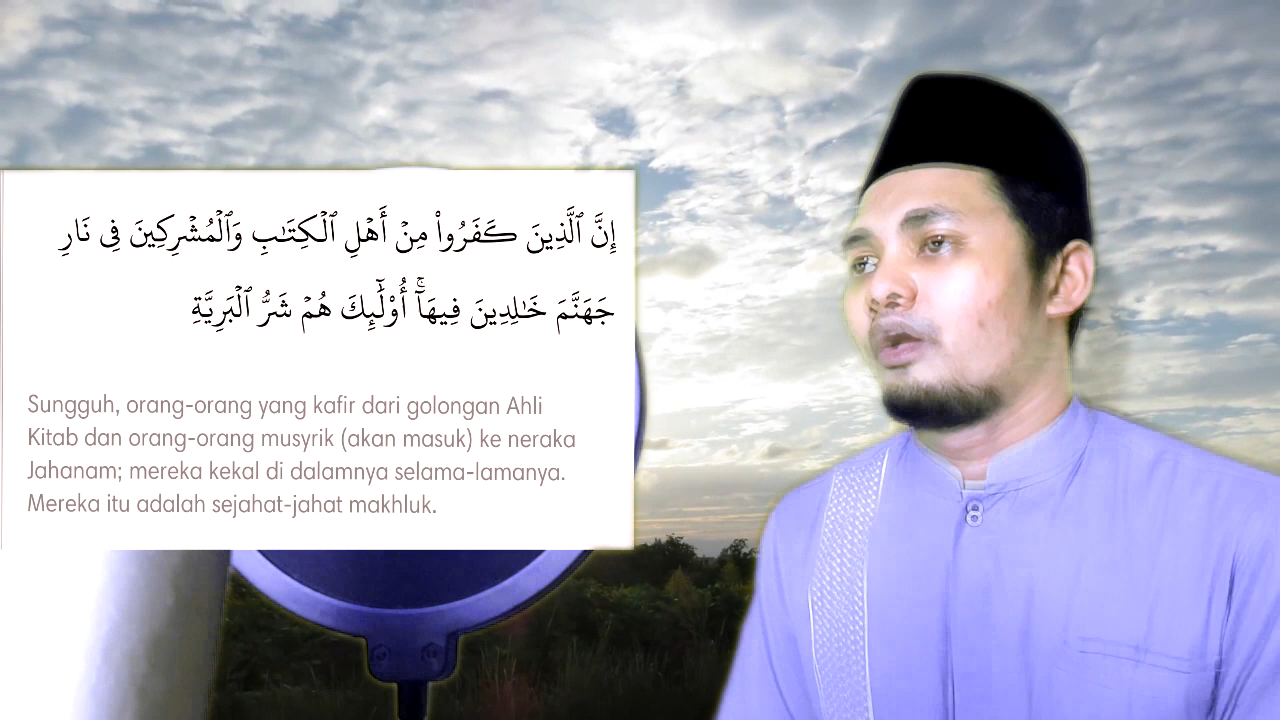 إِنَّ ٱلَّذِينَ كَفَرُوا۟ مِنْ أَهْلِ ٱلْكِتَـٰبِ وَٱلْمُشْرِكِينَ فِى نَارِ
جَهَنَّمَ خَـٰلِدِينَ فِيهَآ ۚ أُو۟لَـٰٓئِكَ هُمْ شَرُّ ٱلْبَرِيَّةِ
Sungguh, orang-orang yang kafir dari golongan Ahli
Kitab dan orang-orang musyrik (akan masuk) ke neraka
Jahanam; mereka kekal di dalamnya selama-lamanya.
Mereka itu adalah sejahat-jahat makhluk.